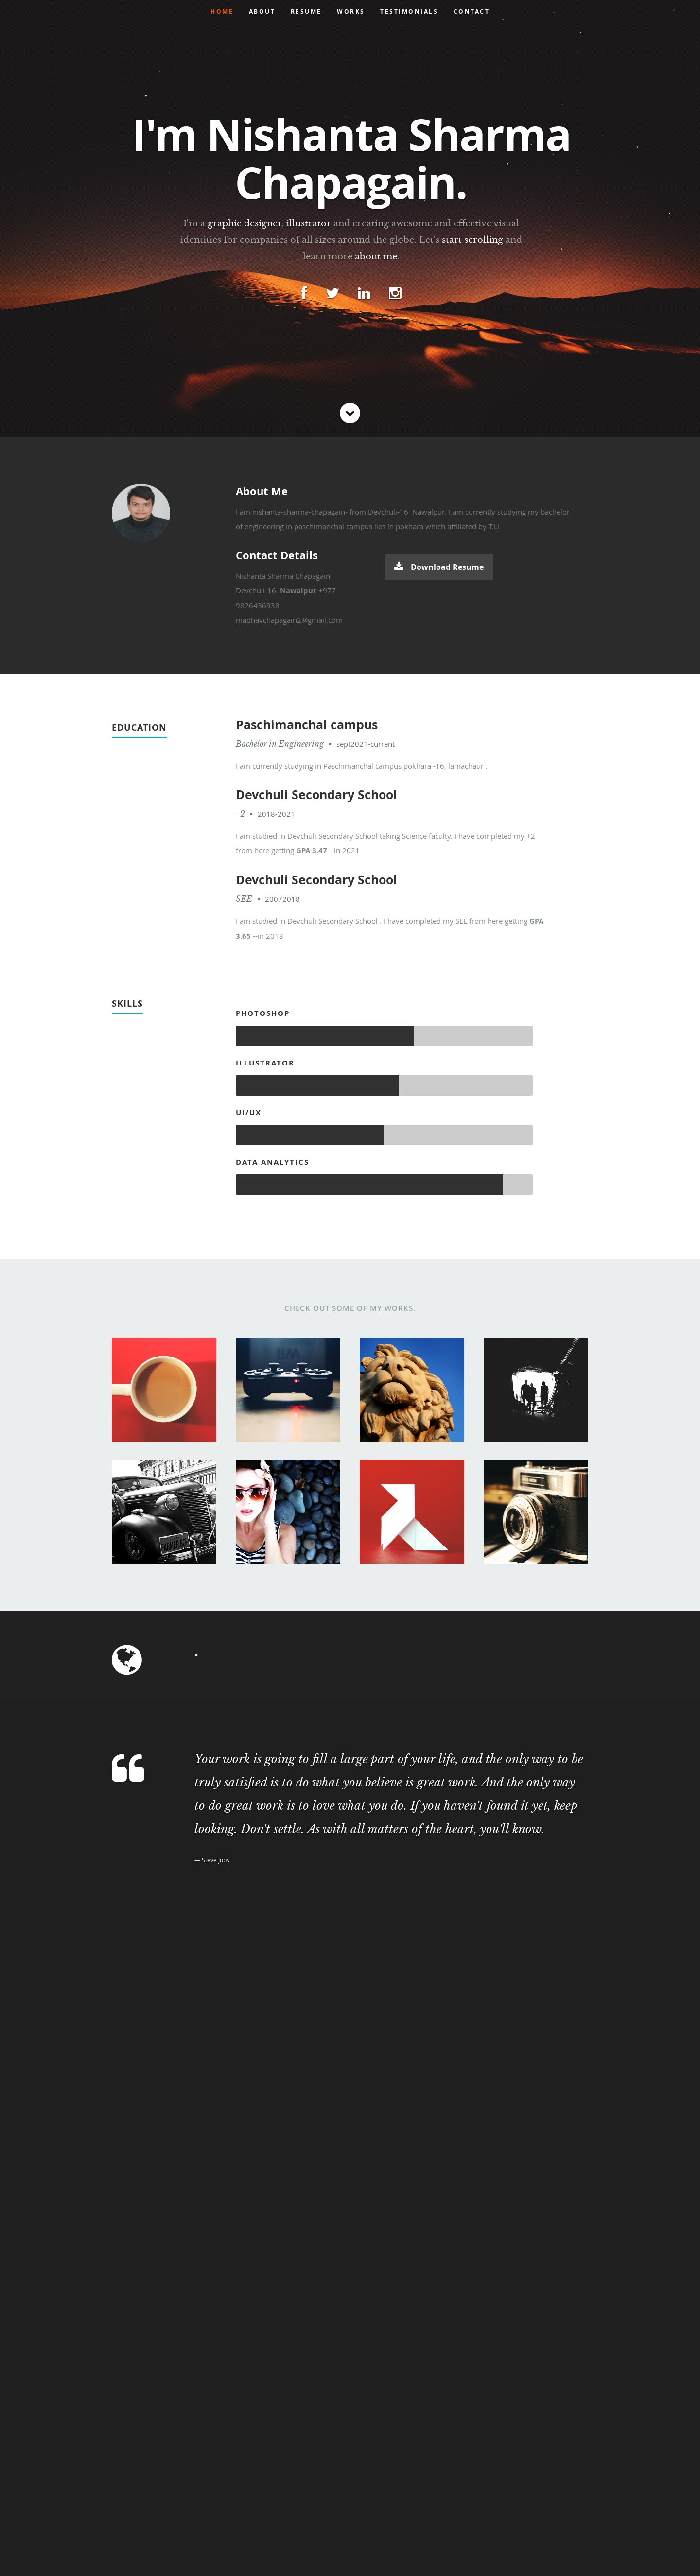 HOME ABOUT RESUME WORKS TESTIMONIALS CONTACT
I'm Nishanta Sharma
Chapagain.
I'm a graphic designer, illustrator and creating awesome and effective visual
identities for companies of all sizes around the globe. Let's start scrolling and
learn more about me.
About Me
I am nishanta-sharma-chapagain- from Devchuli-16, Nawalpur. I am currently studying my bachelor
of engineering in paschimanchal campus lies in pokhara which affiliated by T.U
Contact Details
Nishanta Sharma Chapagain
Devchuli-16, Nawalpur +977
9826436938
madhavchapagain2@gmail.com
Download Resume
EDUCATION
Paschimanchal campus
Bachelor in Engineering • sept2021-current
I am currently studying in Paschimanchal campus,pokhara -16, lamachaur .
Devchuli Secondary School
+2 • 2018-2021
I am studied in Devchuli Secondary School taking Science faculty. I have completed my +2
from here getting GPA 3.47 --in 2021
Devchuli Secondary School
SEE • 20072018
I am studied in Devchuli Secondary School . I have completed my SEE from here getting GPA
3.65 --in 2018
SKILLS
PHOTOSHOP
ILLUSTRATOR
UI/UX
DATA ANALYTICS
CHECK OUT SOME OF MY WORKS.
Your work is going to fill a large part of your life, and the only way to be
truly satisfied is to do what you believe is great work. And the only way
to do great work is to love what you do. If you haven't found it yet, keep
looking. Don't settle. As with all matters of the heart, you'll know.
— Steve Jobs